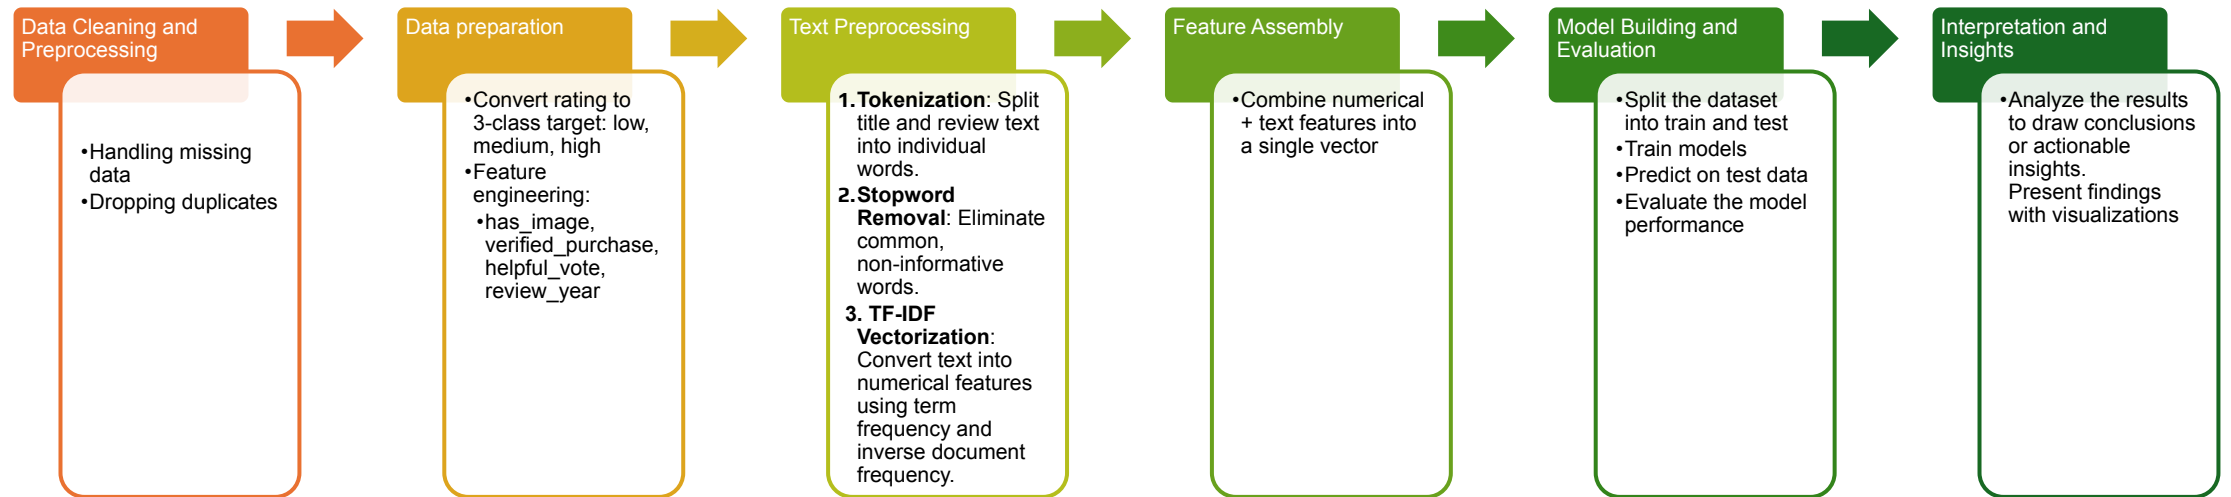 Data Cleaning and
Preprocessing
•Handling missing
data
•Dropping duplicates
Data preparation
•Convert rating to
3-class target: low,
medium, high
•Feature
engineering:
•has_image,
verified_purchase,
helpful_vote,
review_year
Text Preprocessing
1.Tokenization: Split
title and review text
into individual
words.
2.Stopword
Removal: Eliminate
common,
non-informative
words.
3. TF-IDF
Vectorization:
Convert text into
numerical features
using term
frequency and
inverse document
frequency.
Feature Assembly
•Combine numerical
+ text features into
a single vector
Model Building and
Evaluation
•Split the dataset
into train and test
•Train models
•Predict on test data
•Evaluate the model
performance
Interpretation and
Insights
•Analyze the results
to draw conclusions
or actionable
insights.
Present findings
with visualizations